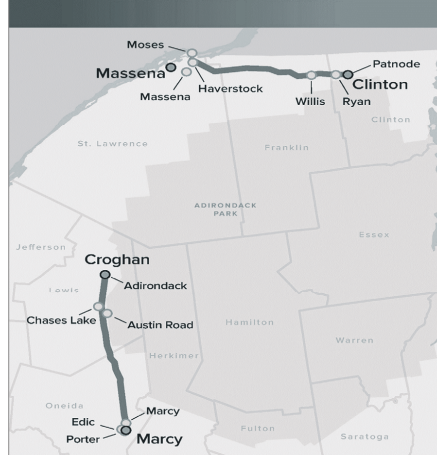 Moses
Massena
Massena
Haverstock
Patnode
Clinton
Willis
Ryan
Clinton
St. Lawrence
Franklin
ADIRONDACK
PARK
Essex
Jefferson
Croghan
Adirondack
Lewis
Chases Lake
Austin Road
Hamilton
Warren
Herkimer
Oneida
Marcy
Edic
Porter
Marcy
Fulton
Saratoga